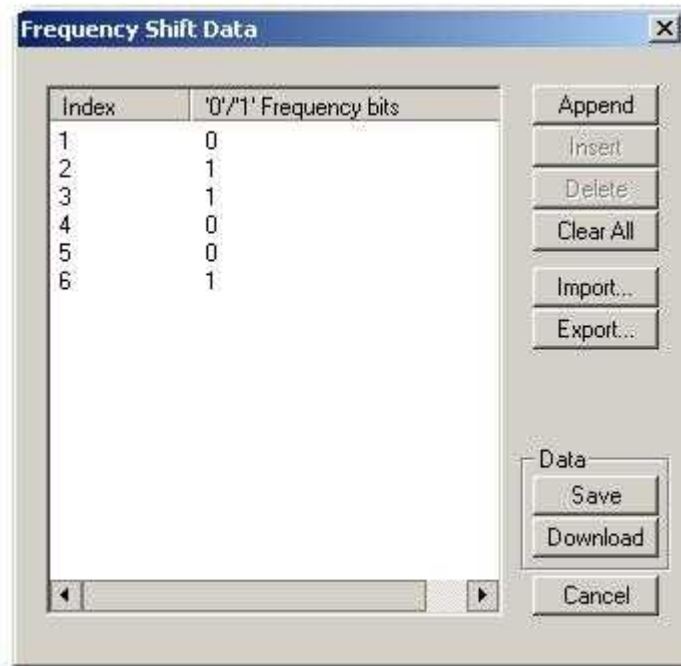 Frequency Shift Data
Index '0'/'1' Frequency bits
1 0
2 1
3 1
4 0
5 0
6 1
Append
Insert
Delete
Clear All
Import...
Export...
Data
Save
Download
Cancel